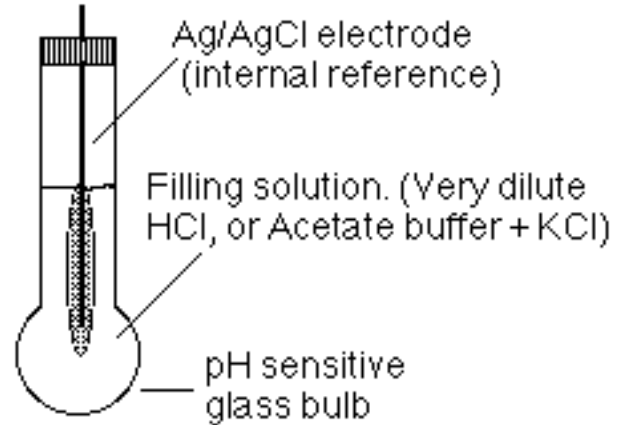 Ag/AgCl electrode
(internal reference)
Filling solution. (Very dilute
HCl, or Acetate buffer + KCl)
pH sensitive
glass bulb